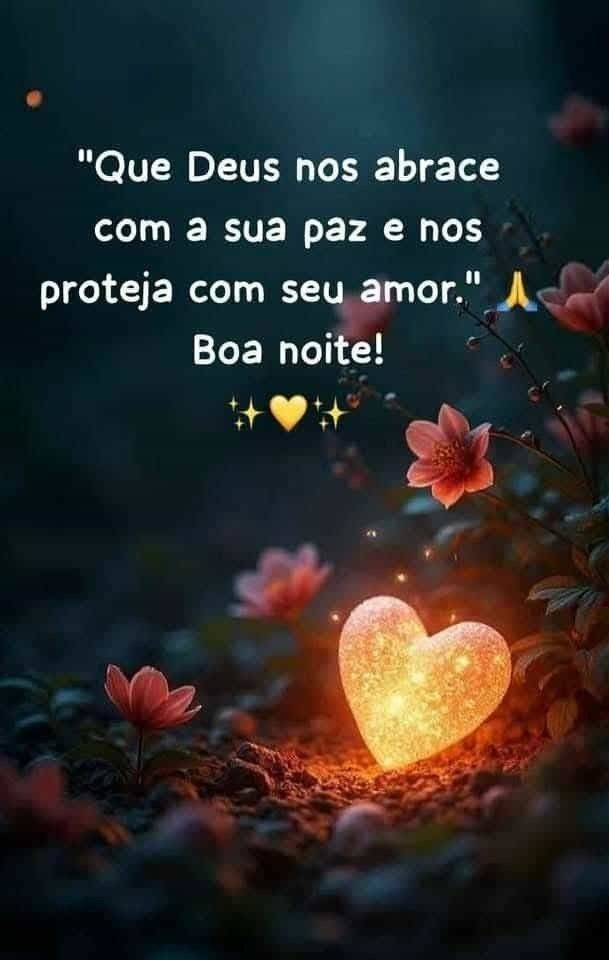 "Que Deus nos abrace
com a sua paz e nos
proteja com seu amor." 🙏
Boa noite!
✨💛✨